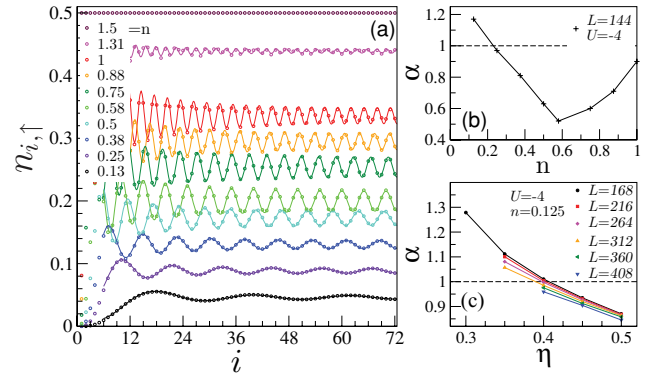 (a)
0.5
0.4
0.3
0.2
0.1
0
n_{i,↑}
1.5 =n
1.31
1
0.88
0.75
0.58
0.5
0.38
0.25
0.13
0 12 24 36 48 60 72
i
L=144
U=-4
1.2
1
0.8
0.6
0.4
α
(b)
0 0.2 0.4 0.6 0.8 1
n
U=-4
n=0.125
L=168
L=216
L=264
L=312
L=360
L=408
1.3
1.2
1.1
1
0.9
α
(c)
0.3 0.4 0.5
η